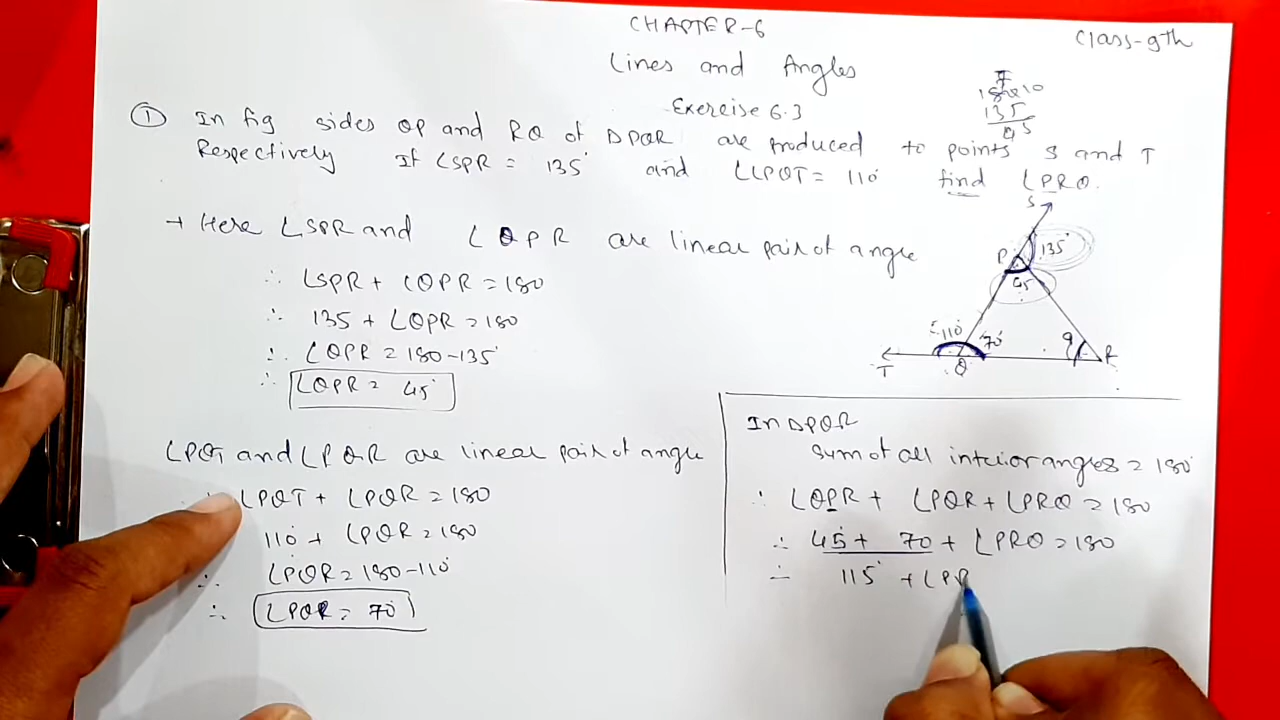 CHAPTER-6
Class-9th
Lines and Angles
Exercise 6.3
① In fig sides QP and RQ of ΔPQR are produced to points S and T
Respectively If ∠SPR = 135° and ∠∠PQT = 110° find ∠PRQ.
135
45
→ Here ∠SPR and ∠QPR are linear pair of angle
∴ ∠SPR + ∠QPR = 180
∴ 135 + ∠QPR = 180
∴ ∠QPR = 180-135°
∴ ∠QPR = 45°
S
P
135°
45
110°
70°
T
Q
R
∠PQT and ∠PQR are linear pair of angle
∴ ∠PQT + ∠PQR = 180
110° + ∠PQR = 180
∴ ∠PQR = 180-110°
∴ ∠PQR = 70°
In ΔPQR
Sum of all interior angles = 180°
∴ ∠QPR + ∠PQR + ∠PRQ = 180
∴ 45° + 70 + ∠PRQ = 180
∴ 115° + ∠PR